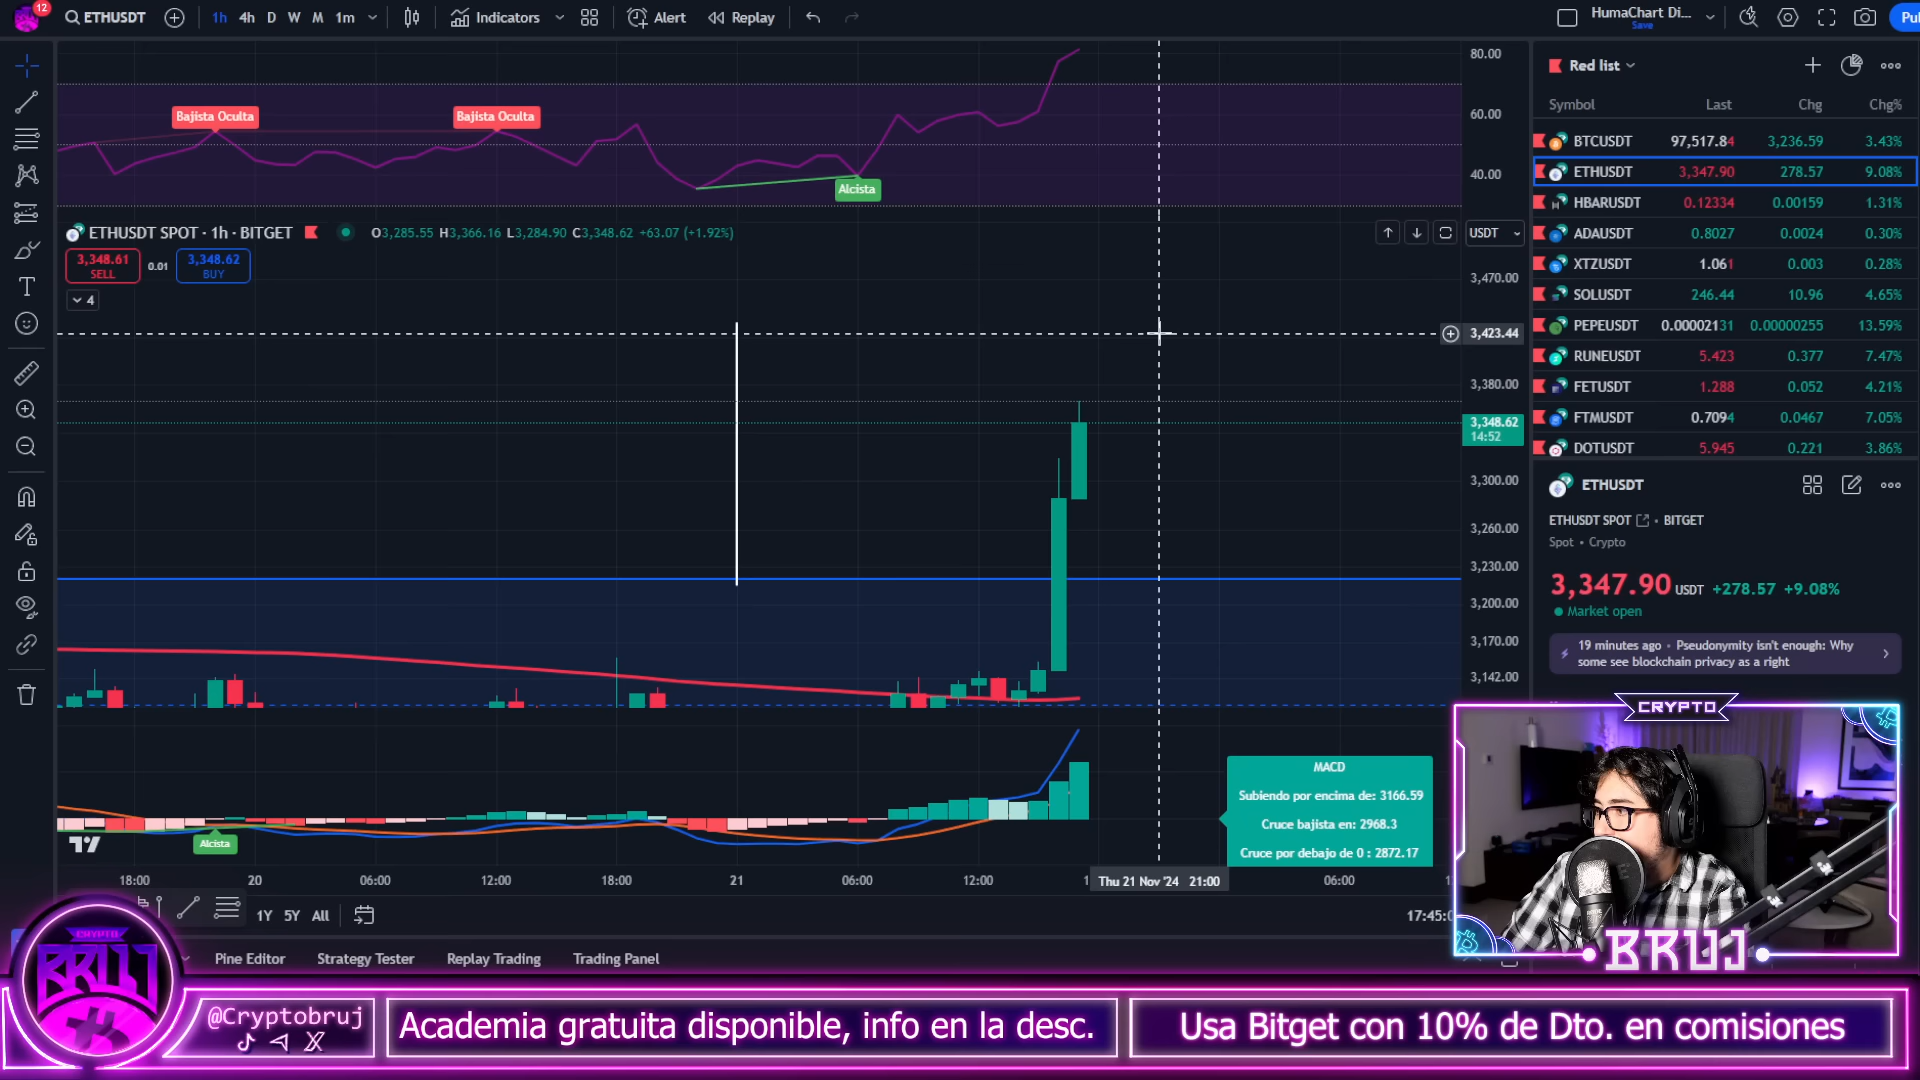 12
ETHUSDT
1h 4h D W M 1m
Indicators
Alert
Replay
HumaChart Di...
Save
Bajista Oculta
Bajista Oculta
Alcista
80.00
60.00
40.00
ETHUSDT SPOT · 1h · BITGET
O3,285.55 H3,366.16 L3,284.90 C3,348.62 +63.07 (+1.92%)
USDT
3,348.61
SELL
0.01
3,348.62
BUY
4
3,470.00
3,423.44
3,380.00
3,348.62
14:52
3,300.00
3,260.00
3,230.00
3,200.00
3,170.00
3,142.00
Alcista
MACD
Subiendo por encima de: 3166.59
Cruce bajista en: 2968.3
Cruce por debajo de 0 : 2872.17
18:00 20 06:00 12:00 18:00 21 06:00 12:00
Thu 21 Nov '24 21:00
06:00
1Y 5Y All
17:45:0
Pine Editor Strategy Tester Replay Trading Trading Panel
Red list
Symbol Last Chg Chg%
BTCUSDT 97,517.84 3,236.59 3.43%
ETHUSDT 3,347.90 278.57 9.08%
HBARUSDT 0.12334 0.00159 1.31%
ADAUSDT 0.8027 0.0024 0.30%
XTZUSDT 1.061 0.003 0.28%
SOLUSDT 246.44 10.96 4.65%
PEPEUSDT 0.00002131 0.00000255 13.59%
RUNEUSDT 5.423 0.377 7.47%
FETUSDT 1.288 0.052 4.21%
FTMUSDT 0.7094 0.0467 7.05%
DOTUSDT 5.945 0.221 3.86%
ETHUSDT
ETHUSDT SPOT • BITGET
Spot • Crypto
3,347.90 USDT +278.57 +9.08%
Market open
19 minutes ago • Pseudonymity isn't enough: Why
some see blockchain privacy as a right
CRYPTO
BRUJ
CRYPTO
BRUJ
@Cryptobruj
Academia gratuita disponible, info en la desc.
Usa Bitget con 10% de Dto. en comisiones